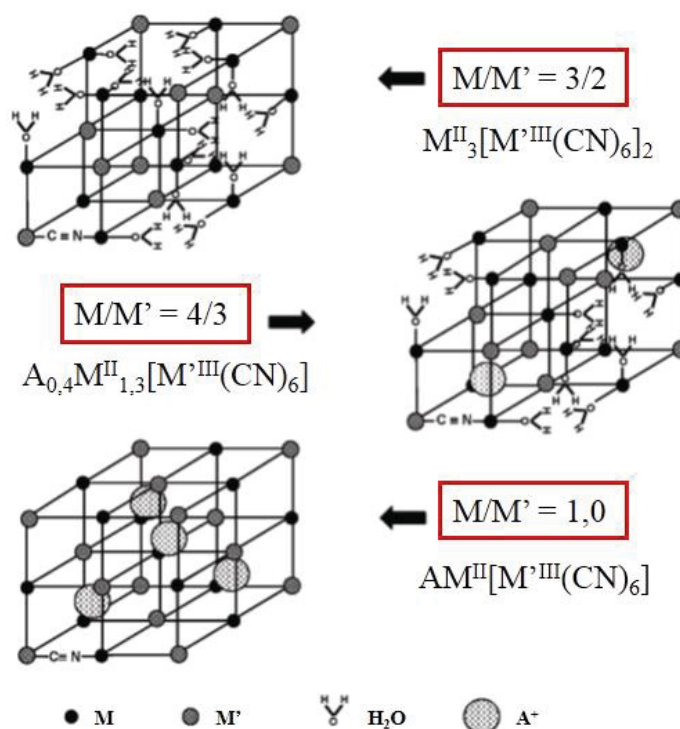 M/M' = 3/2
M^II_3[M'^III(CN)_6]_2
M/M' = 4/3
A_0,4M^II_1,3[M'^III(CN)_6]
M/M' = 1,0
AM^II[M'^III(CN)_6]
C≡N
C≡N
C≡N
M M' H_2O A^+